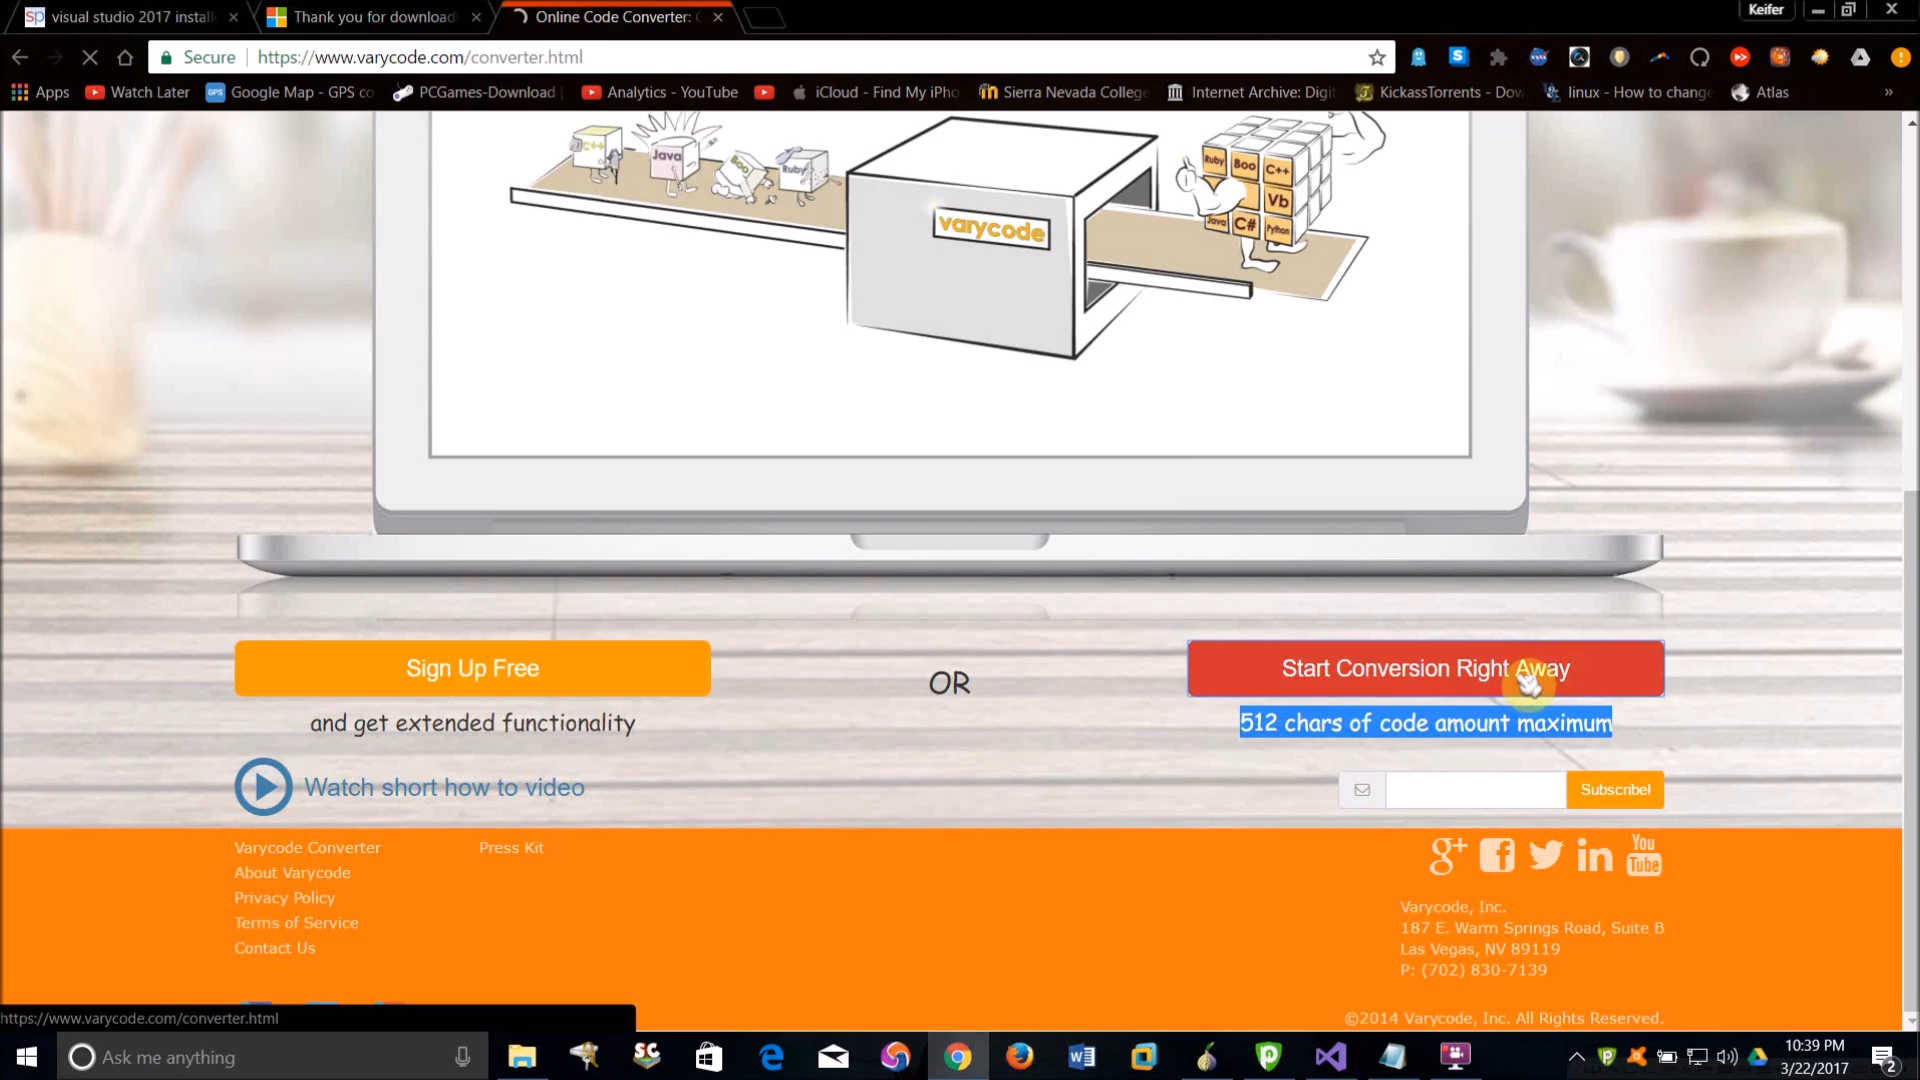 visual studio 2017 install
Thank you for download
Online Code Converter: C
Keifer
Secure
https://www.varycode.com/converter.html
Apps
Watch Later
Google Map - GPS co
PCGames-Download
Analytics - YouTube
iCloud - Find My iPho
Sierra Nevada College
Internet Archive: Digit
KickassTorrents - Dow
linux - How to change
Atlas
»
C++
Java
Boo
Ruby
varycode
Ruby Boo C++
Vb
Java C# Python
Sign Up Free
OR
Start Conversion Right Away
and get extended functionality
512 chars of code amount maximum
Watch short how to video
Subscribe!
Varycode Converter
Press Kit
About Varycode
Privacy Policy
Terms of Service
Contact Us
g+
You
Tube
Varycode, Inc.
187 E. Warm Springs Road, Suite B
Las Vegas, NV 89119
P: (702) 830-7139
©2014 Varycode, Inc. All Rights Reserved.
https://www.varycode.com/converter.html
Ask me anything
10:39 PM
3/22/2017
2